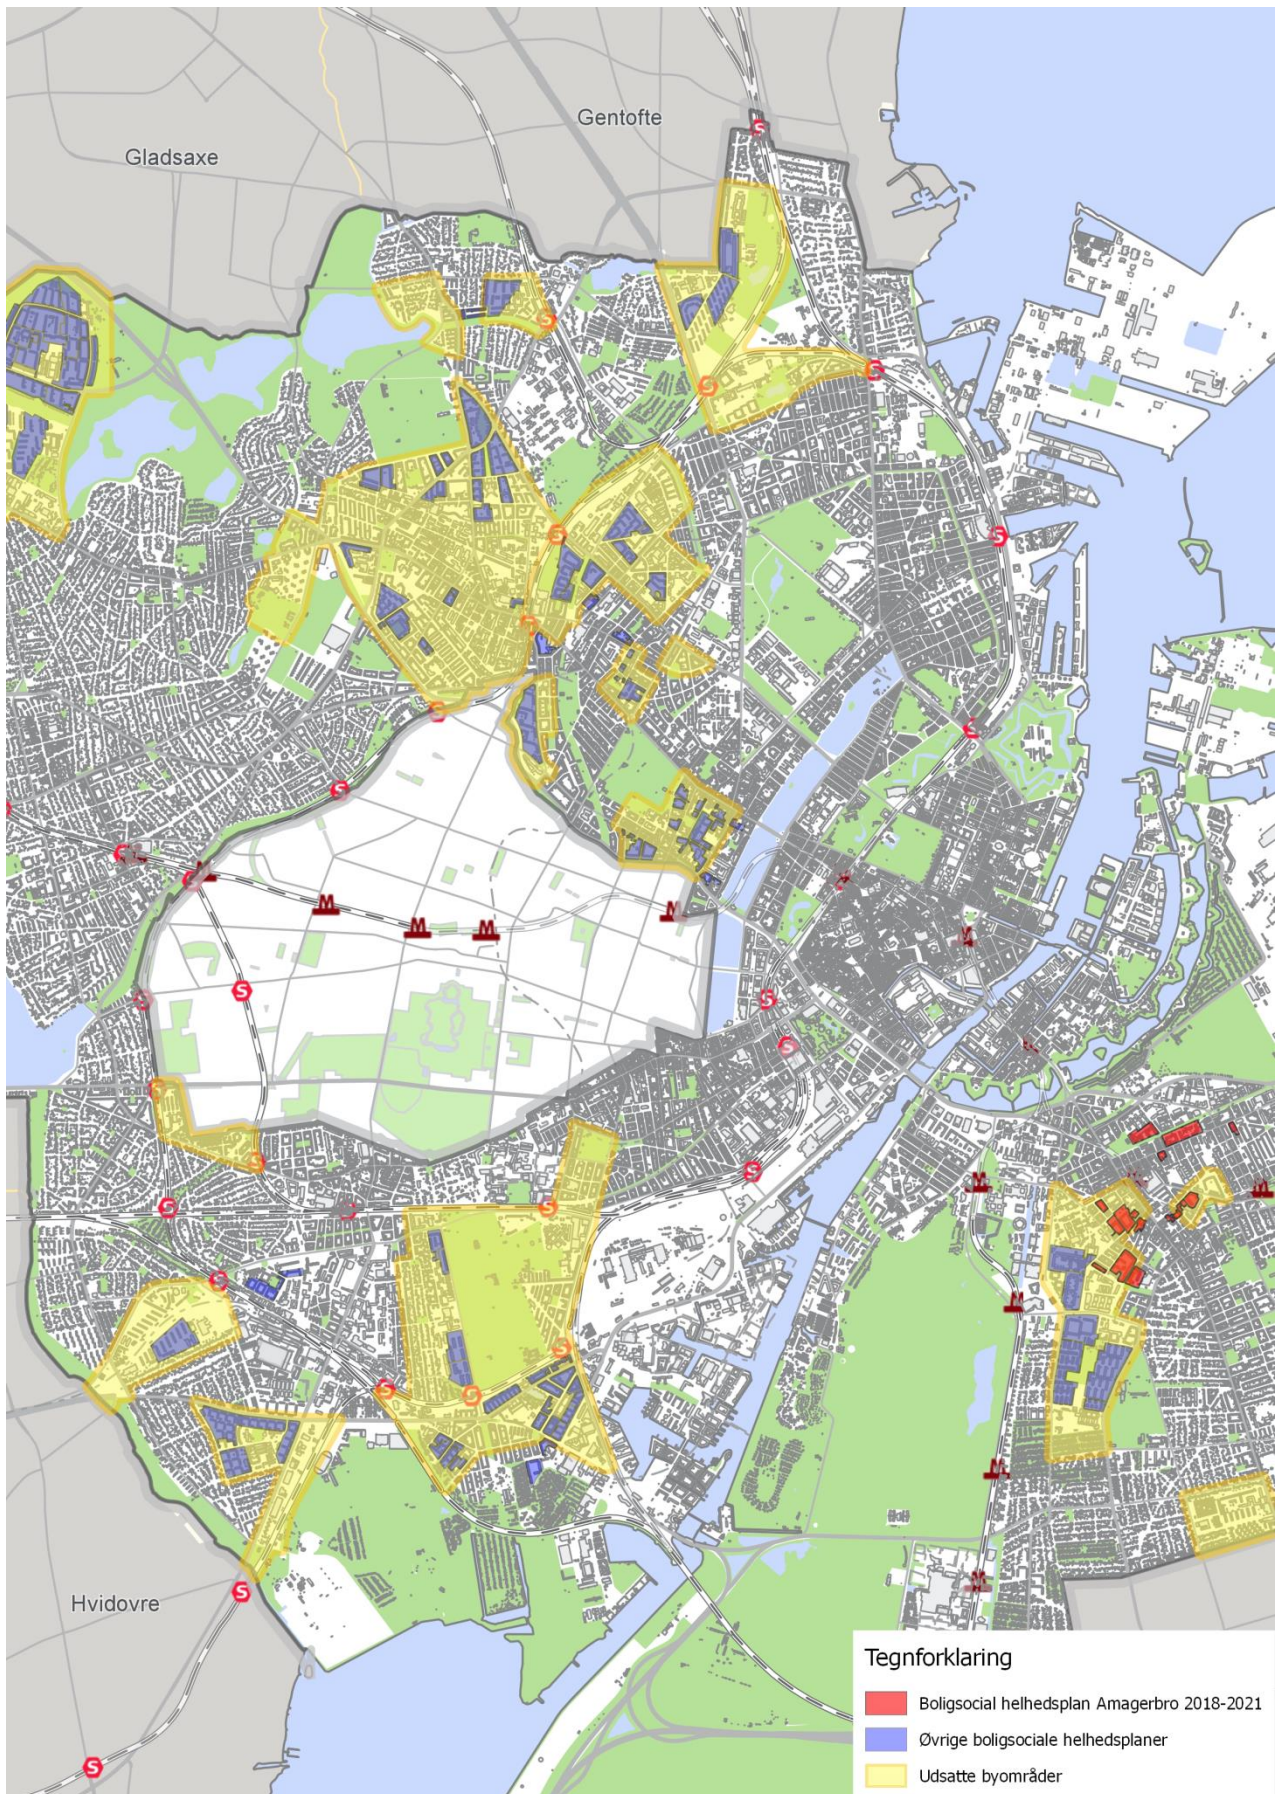 Gentofte
Gladsaxe
S
S
S
S
S
S
S
S
S
S
S
M
M
M
M
M
S
S
S
S
S
S
S
S
M
M
S
S
S
M
M
S
S
M
M
Hvidovre
S
S
Tegnforklaring
Boligsocial helhedsplan Amagerbro 2018-2021
Øvrige boligsociale helhedsplaner
Udsatte byområder